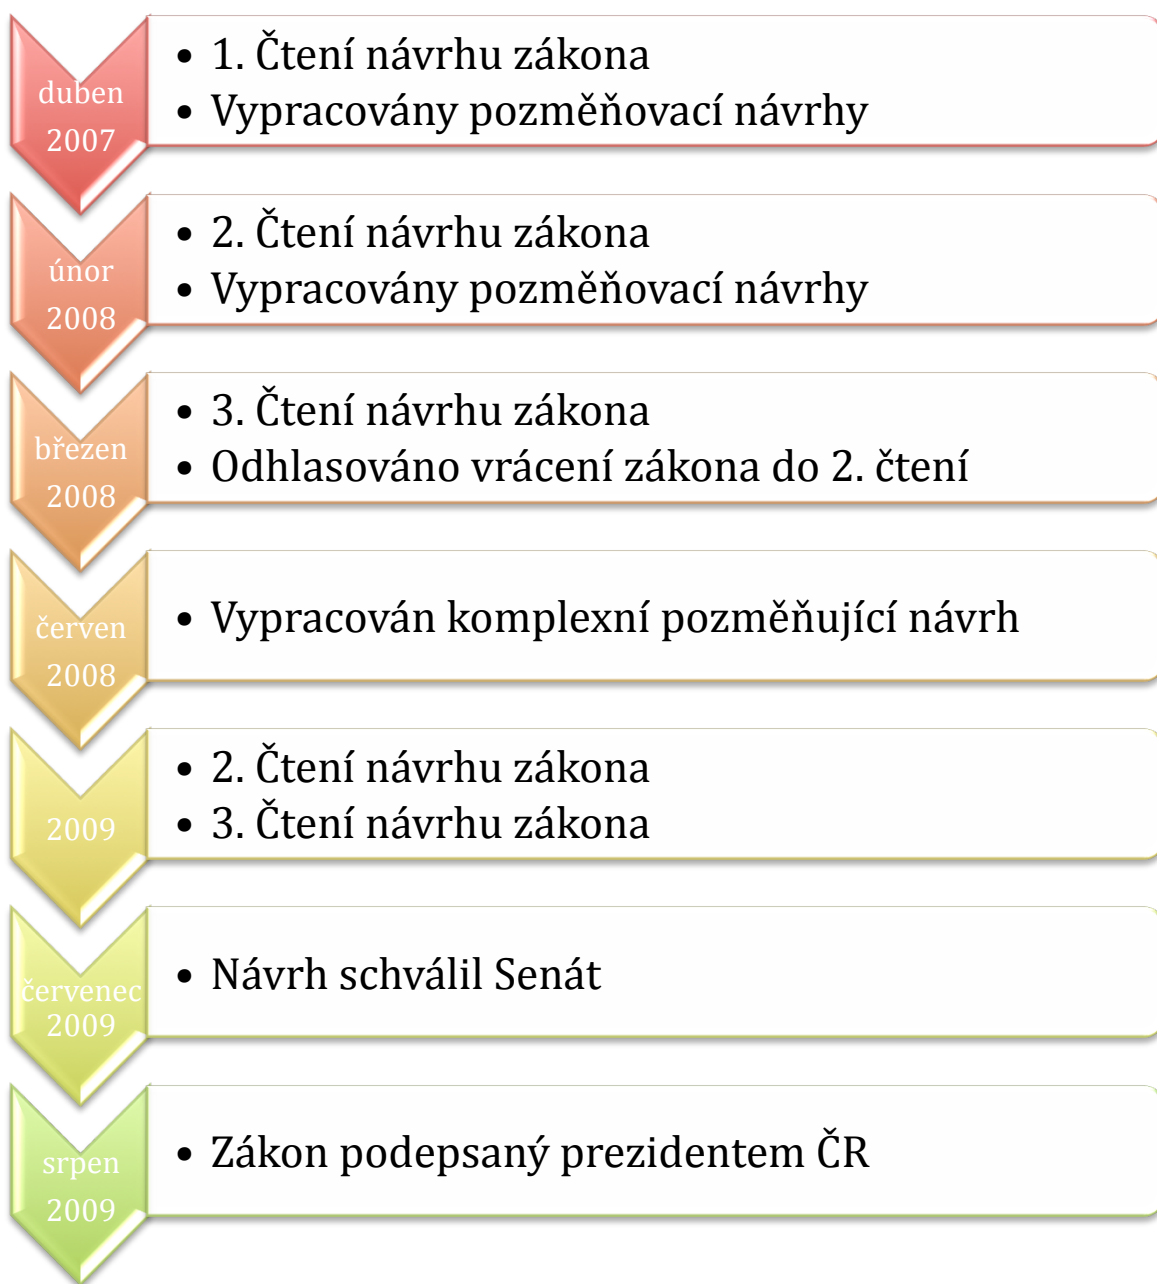 duben
2007
• 1. Čtení návrhu zákona
• Vypracovány pozměňovací návrhy
únor
2008
• 2. Čtení návrhu zákona
• Vypracovány pozměňovací návrhy
březen
2008
• 3. Čtení návrhu zákona
• Odhlasováno vrácení zákona do 2. čtení
červen
2008
• Vypracován komplexní pozměňující návrh
2009
• 2. Čtení návrhu zákona
• 3. Čtení návrhu zákona
červenec
2009
• Návrh schválil Senát
srpen
2009
• Zákon podepsaný prezidentem ČR